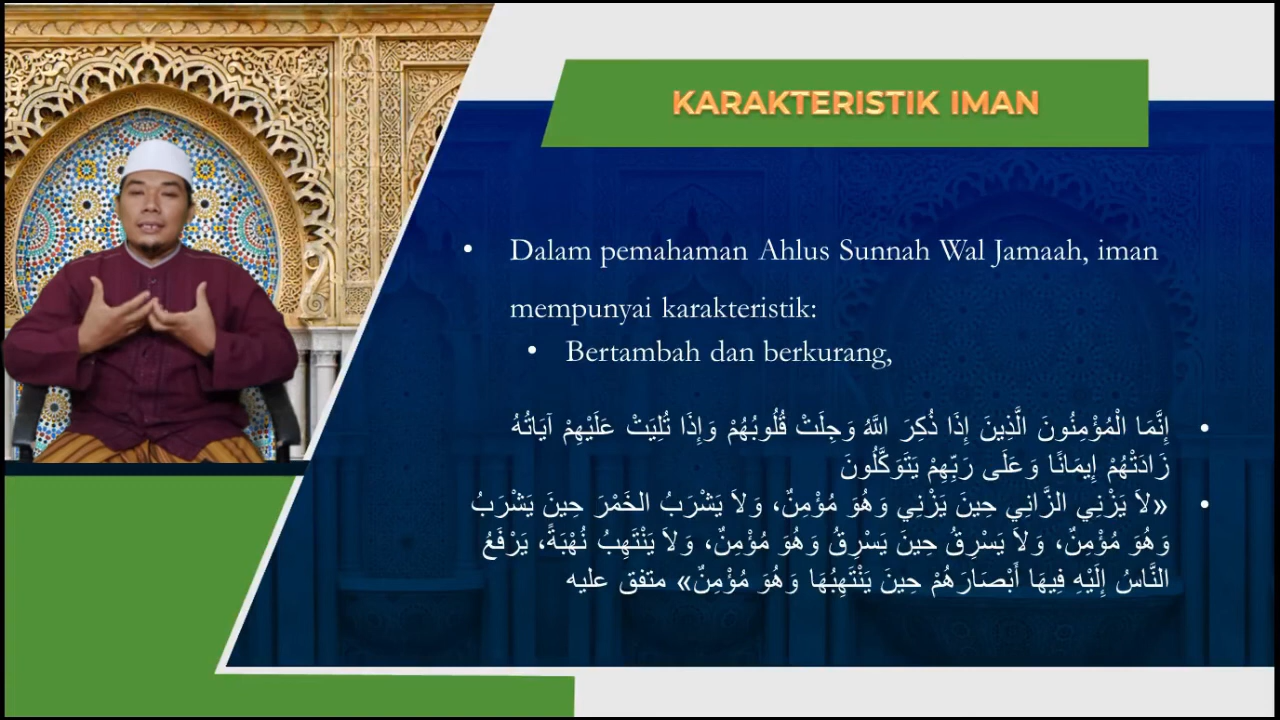 KARAKTERISTIK IMAN
• Dalam pemahaman Ahlus Sunnah Wal Jamaah, iman
mempunyai karakteristik:
• Bertambah dan berkurang,
• إِنَّمَا الْمُؤْمِنُونَ الَّذِينَ إِذَا ذُكِرَ اللَّهُ وَجِلَتْ قُلُوبُهُمْ وَإِذَا تُلِيَتْ عَلَيْهِمْ آيَاتُهُ
زَادَتْهُمْ إِيمَانًا وَعَلَى رَبِّهِمْ يَتَوَكَّلُونَ
• «لاَ يَزْنِي الزَّانِي حِينَ يَزْنِي وَهُوَ مُؤْمِنٌ، وَلاَ يَشْرَبُ الخَمْرَ حِينَ يَشْرَبُ
وَهُوَ مُؤْمِنٌ، وَلاَ يَسْرِقُ حِينَ يَسْرِقُ وَهُوَ مُؤْمِنٌ، وَلاَ يَنْتَهِبُ نُهْبَةً، يَرْفَعُ
النَّاسُ إِلَيْهِ فِيهَا أَبْصَارَهُمْ حِينَ يَنْتَهِبُهَا وَهُوَ مُؤْمِنٌ» متفق عليه